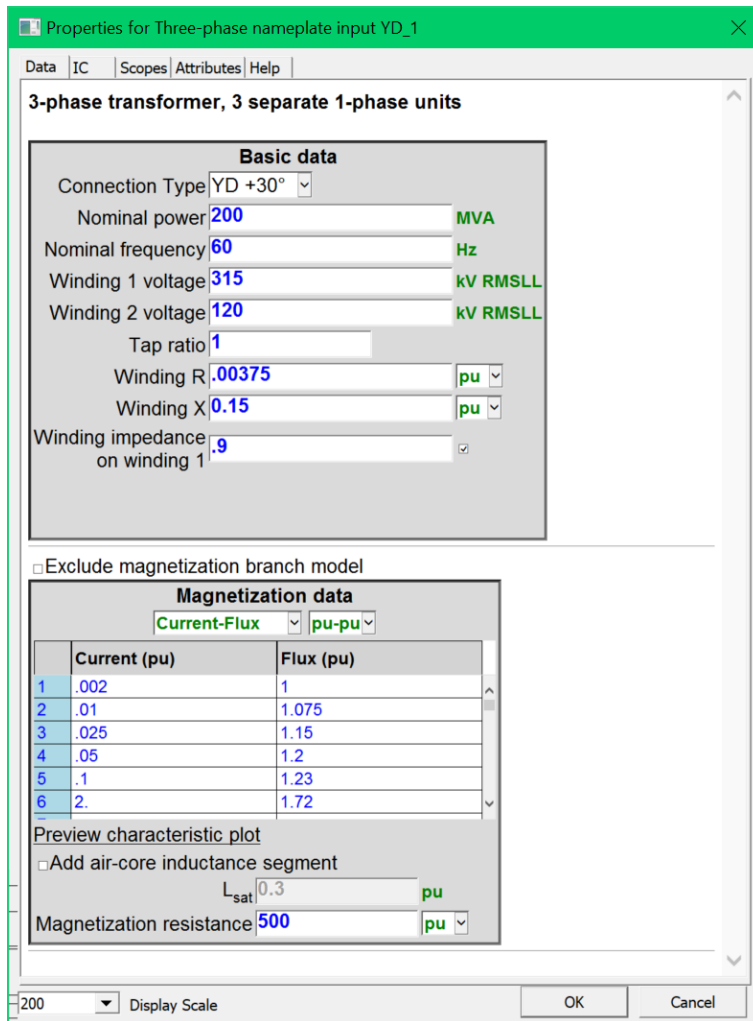 Properties for Three-phase nameplate input YD_1
Data IC Scopes Attributes Help
3-phase transformer, 3 separate 1-phase units
Basic data
Connection Type YD +30°
Nominal power 200 MVA
Nominal frequency 60 Hz
Winding 1 voltage 315 kV RMSLL
Winding 2 voltage 120 kV RMSLL
Tap ratio 1
Winding R .00375 pu
Winding X 0.15 pu
Winding impedance
on winding 1 .9
Exclude magnetization branch model
Magnetization data
Current-Flux pu-pu
Current (pu) Flux (pu)
1 .002 1
2 .01 1.075
3 .025 1.15
4 .05 1.2
5 .1 1.23
6 2. 1.72
Preview characteristic plot
Add air-core inductance segment
Lsat 0.3 pu
Magnetization resistance 500 pu
200 Display Scale OK Cancel